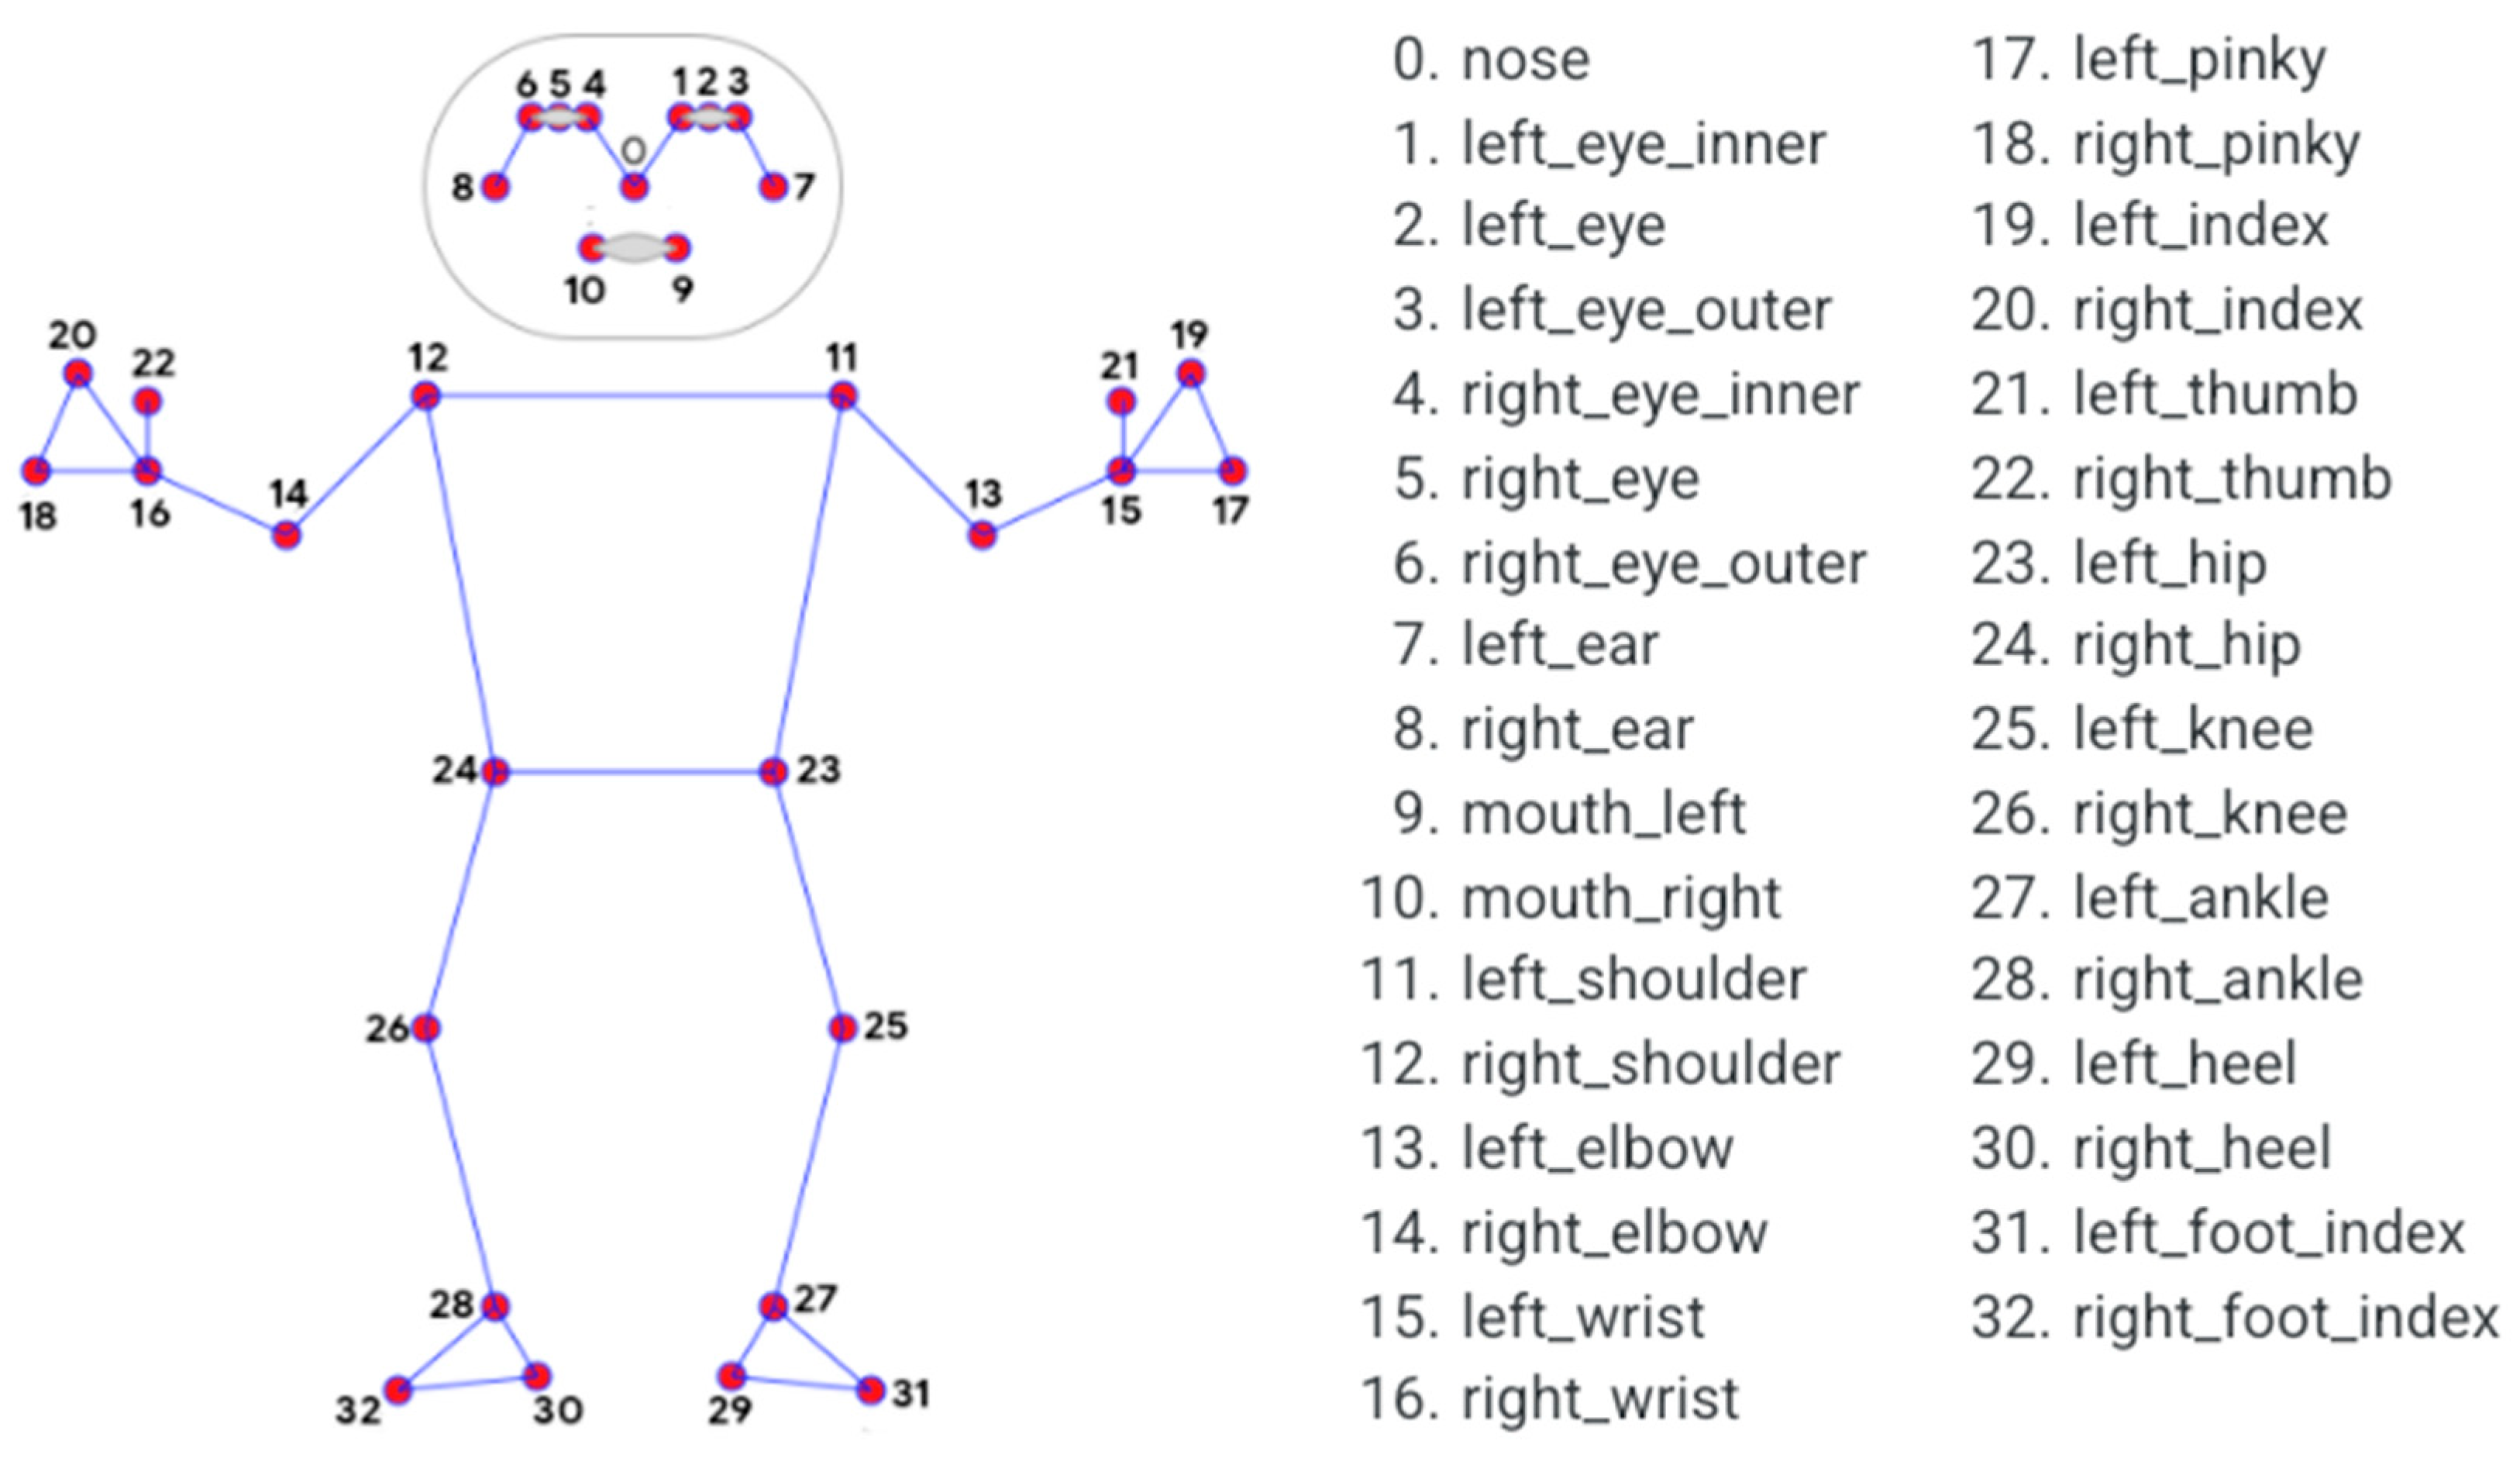 6 5 4 1 2 3
0
8 7
10 9
20 22 12 11 21 19
18 16 14 13 15 17
24 23
26 25
28 27
32 30 29 31
0. nose
1. left_eye_inner
2. left_eye
3. left_eye_outer
4. right_eye_inner
5. right_eye
6. right_eye_outer
7. left_ear
8. right_ear
9. mouth_left
10. mouth_right
11. left_shoulder
12. right_shoulder
13. left_elbow
14. right_elbow
15. left_wrist
16. right_wrist
17. left_pinky
18. right_pinky
19. left_index
20. right_index
21. left_thumb
22. right_thumb
23. left_hip
24. right_hip
25. left_knee
26. right_knee
27. left_ankle
28. right_ankle
29. left_heel
30. right_heel
31. left_foot_index
32. right_foot_index